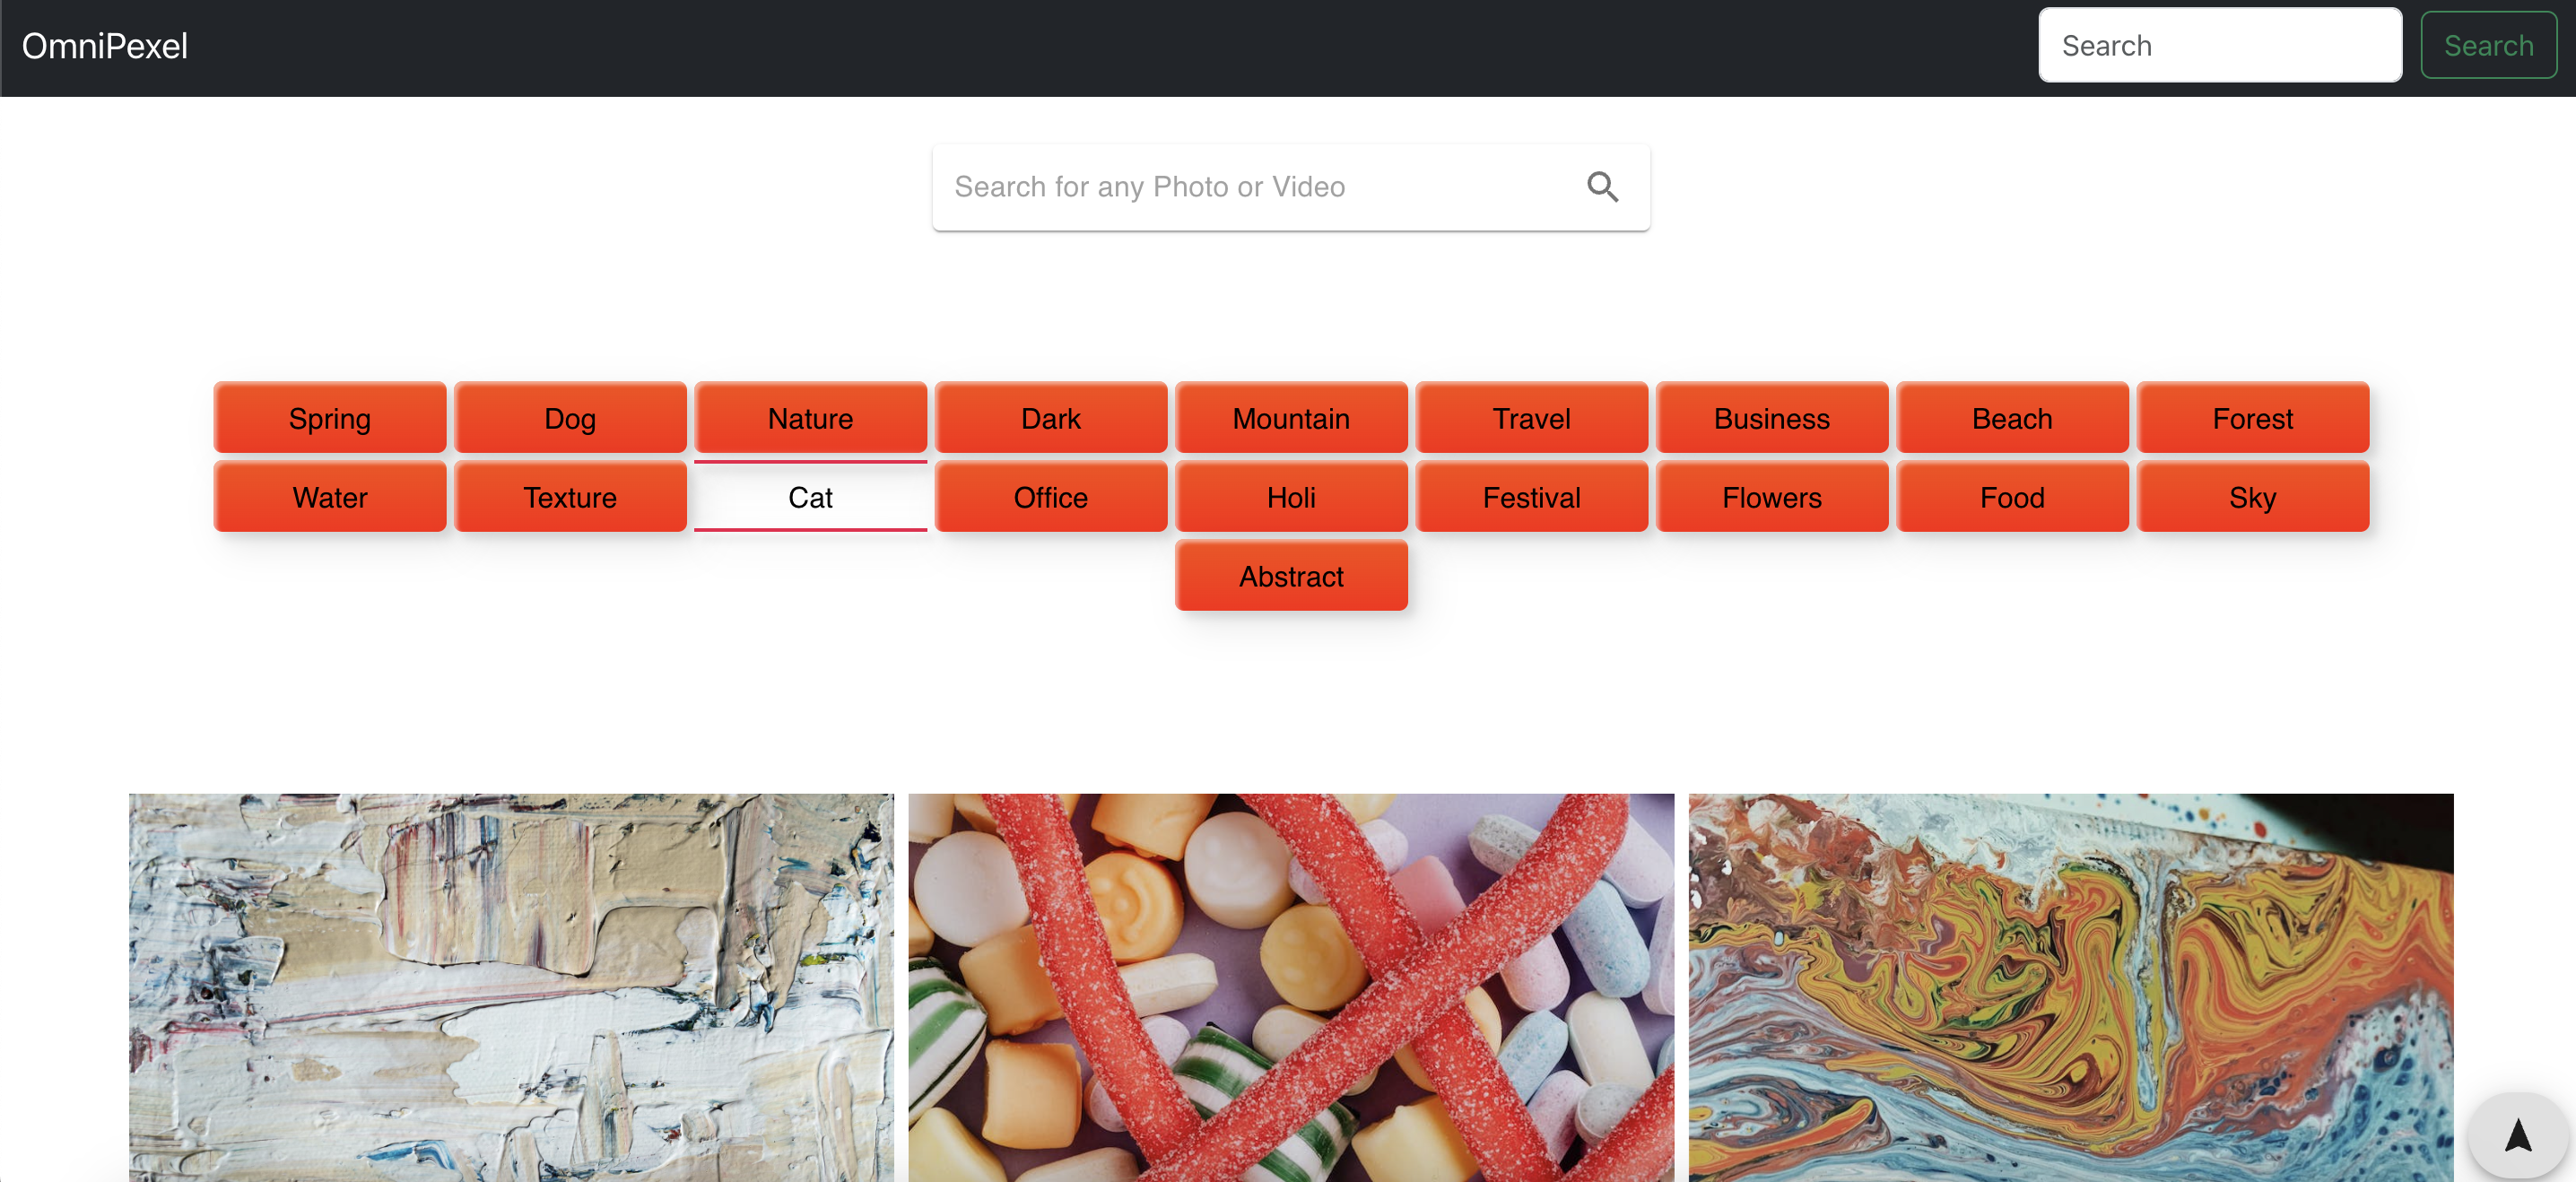 OmniPexel Search Search
Search for any Photo or Video
Spring Dog Nature Dark Mountain Travel Business Beach Forest
Water Texture Cat Office Holi Festival Flowers Food Sky
Abstract